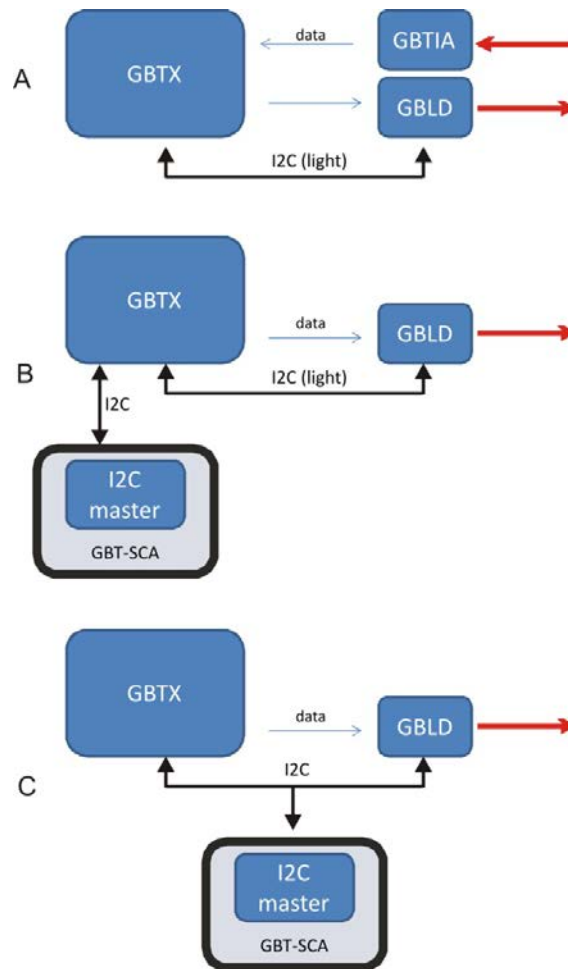 GBTX
data
GBTIA
GBLD
I2C (light)
A
GBTX
data
GBLD
I2C (light)
B
I2C
I2C
master
GBT-SCA
GBTX
data
GBLD
I2C
C
I2C
master
GBT-SCA